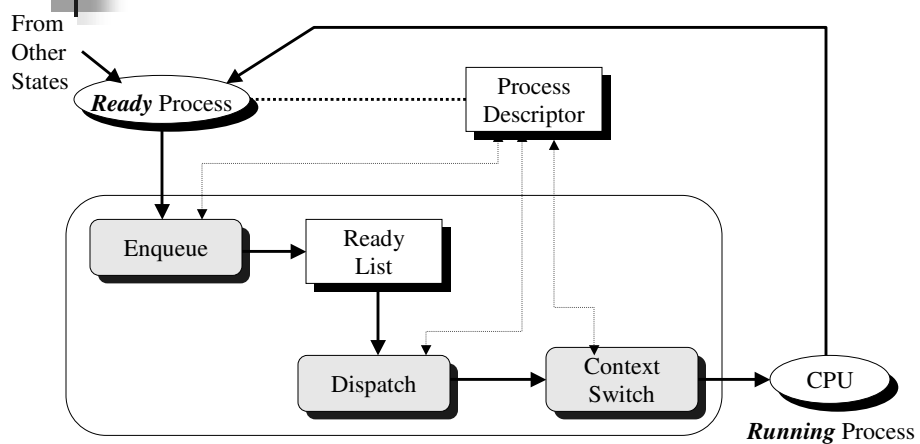 From
Other
States
Ready Process
Process
Descriptor
Enqueue
Ready
List
Dispatch
Context
Switch
CPU
Running Process